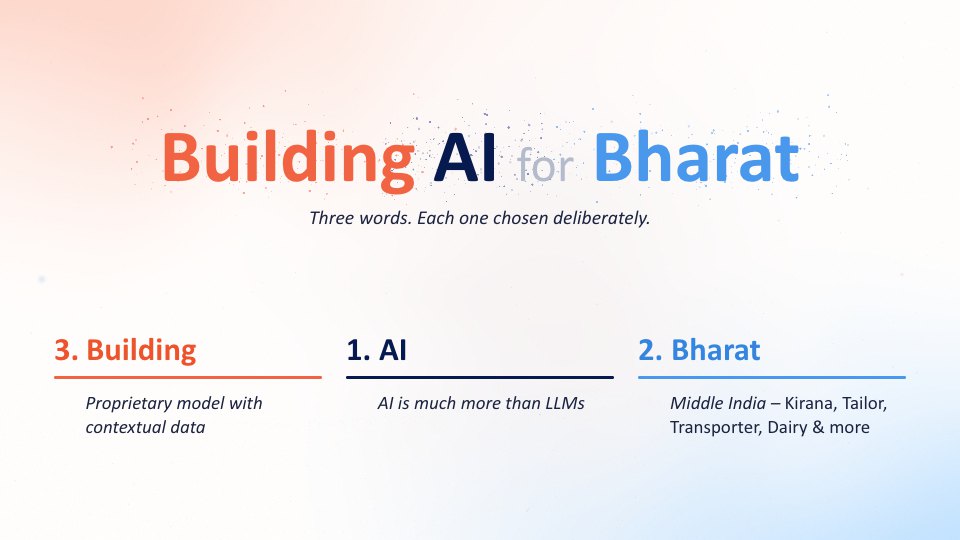 Building AI for Bharat
Three words. Each one chosen deliberately.
3. Building
Proprietary model with
contextual data
1. AI
AI is much more than LLMs
2. Bharat
Middle India – Kirana, Tailor,
Transporter, Dairy & more